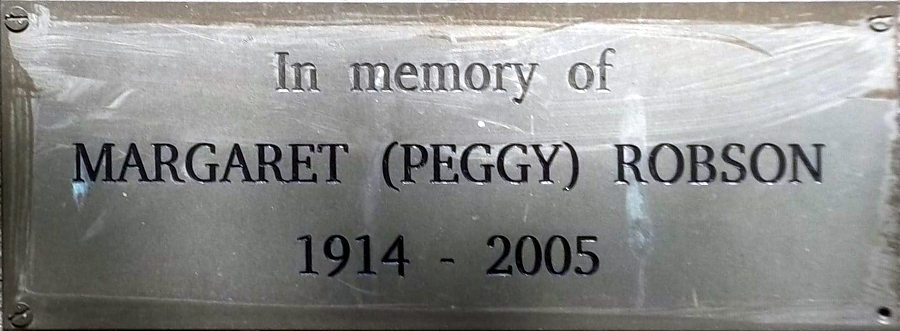 In memory of
MARGARET (PEGGY) ROBSON
1914 - 2005